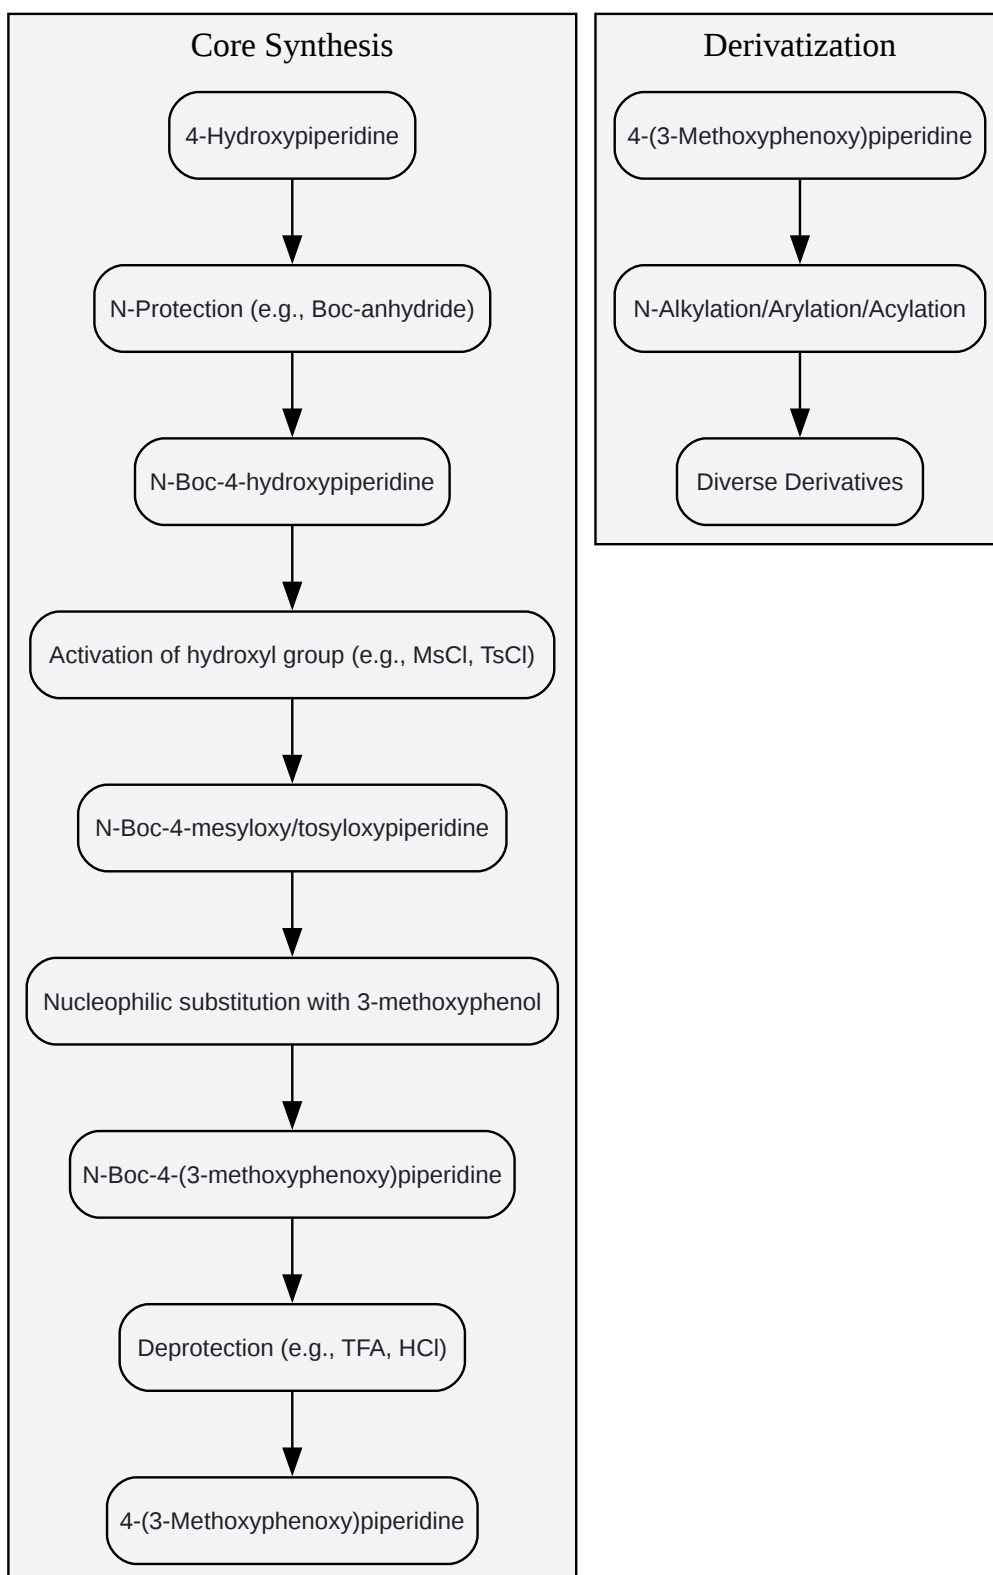 Core Synthesis
4-Hydroxypiperidine
N-Protection (e.g., Boc-anhydride)
N-Boc-4-hydroxypiperidine
Activation of hydroxyl group (e.g., MsCl, TsCl)
N-Boc-4-mesyloxy/tosyloxypiperidine
Nucleophilic substitution with 3-methoxyphenol
N-Boc-4-(3-methoxyphenoxy)piperidine
Deprotection (e.g., TFA, HCl)
4-(3-Methoxyphenoxy)piperidine
Derivatization
4-(3-Methoxyphenoxy)piperidine
N-Alkylation/Arylation/Acylation
Diverse Derivatives